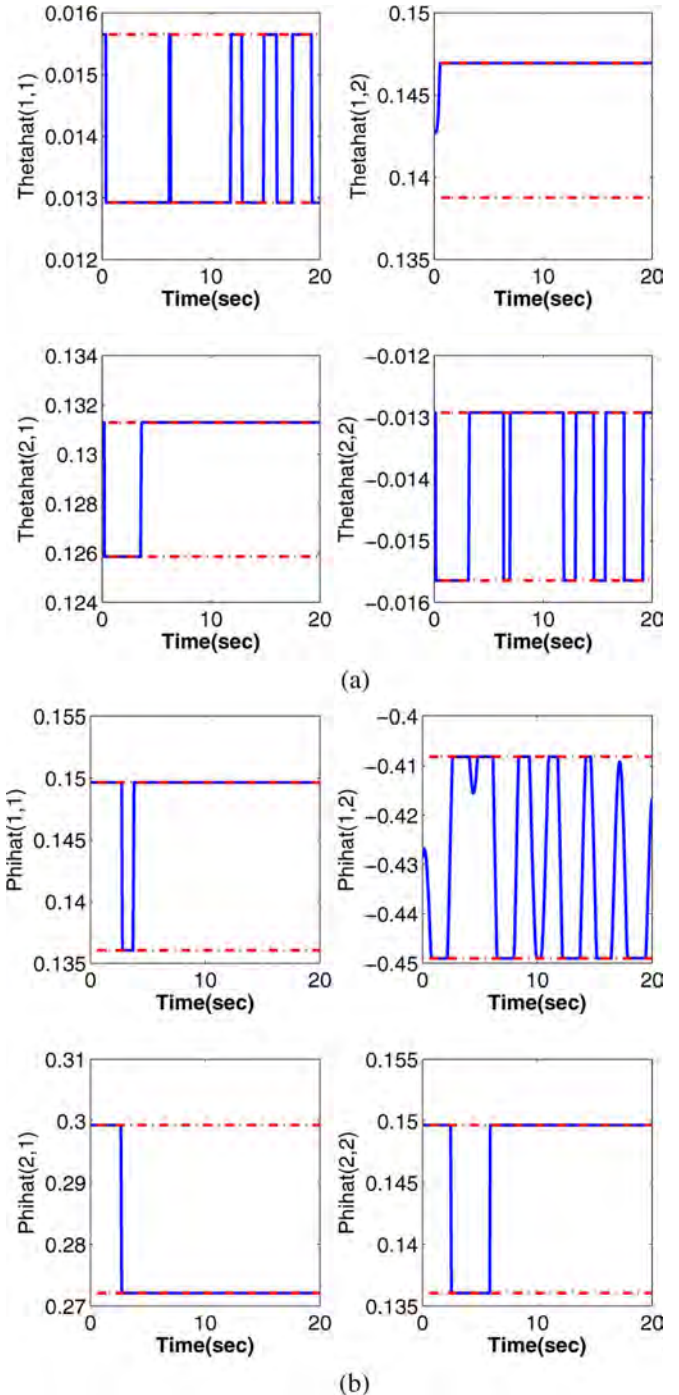 0.016
0.015
0.014
0.013
0.012
Thetahat(1,1)
0 10 20
Time(sec)
0.15
0.145
0.14
0.135
Thetahat(1,2)
0 10 20
Time(sec)
0.134
0.132
0.13
0.128
0.126
0.124
Thetahat(2,1)
0 10 20
Time(sec)
−0.012
−0.013
−0.014
−0.015
−0.016
Thetahat(2,2)
0 10 20
Time(sec)
(a)
0.155
0.15
0.145
0.14
0.135
Phihat(1,1)
0 10 20
Time(sec)
−0.4
−0.41
−0.42
−0.43
−0.44
−0.45
Phihat(1,2)
0 10 20
Time(sec)
0.31
0.3
0.29
0.28
0.27
Phihat(2,1)
0 10 20
Time(sec)
0.155
0.15
0.145
0.14
0.135
Phihat(2,2)
0 10 20
Time(sec)
(b)